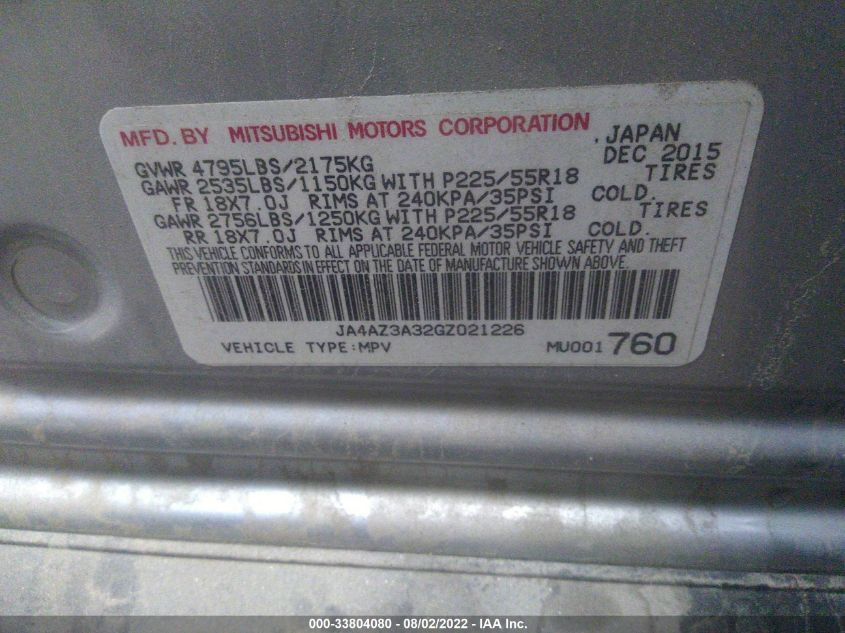 MFD. BY MITSUBISHI MOTORS CORPORATION . JAPAN
GVWR 4795LBS/2175KG DEC 2015
GAWR 2535LBS/1150KG WITH P225/55R18 TIRES
FR 18X7.0J RIMS AT 240KPA/35PSI COLD.
GAWR 2756LBS/1250KG WITH P225/55R18 TIRES
RR 18X7.0J RIMS AT 240KPA/35PSI COLD.
THIS VEHICLE CONFORMS TO ALL APPLICABLE FEDERAL MOTOR VEHICLE SAFETY AND THEFT
PREVENTION STANDARDS IN EFFECT ON THE DATE OF MANUFACTURE SHOWN ABOVE.
JA4AZ3A32GZ021226
VEHICLE TYPE:MPV MU001760
000-33804080 - 08/02/2022 - IAA Inc.